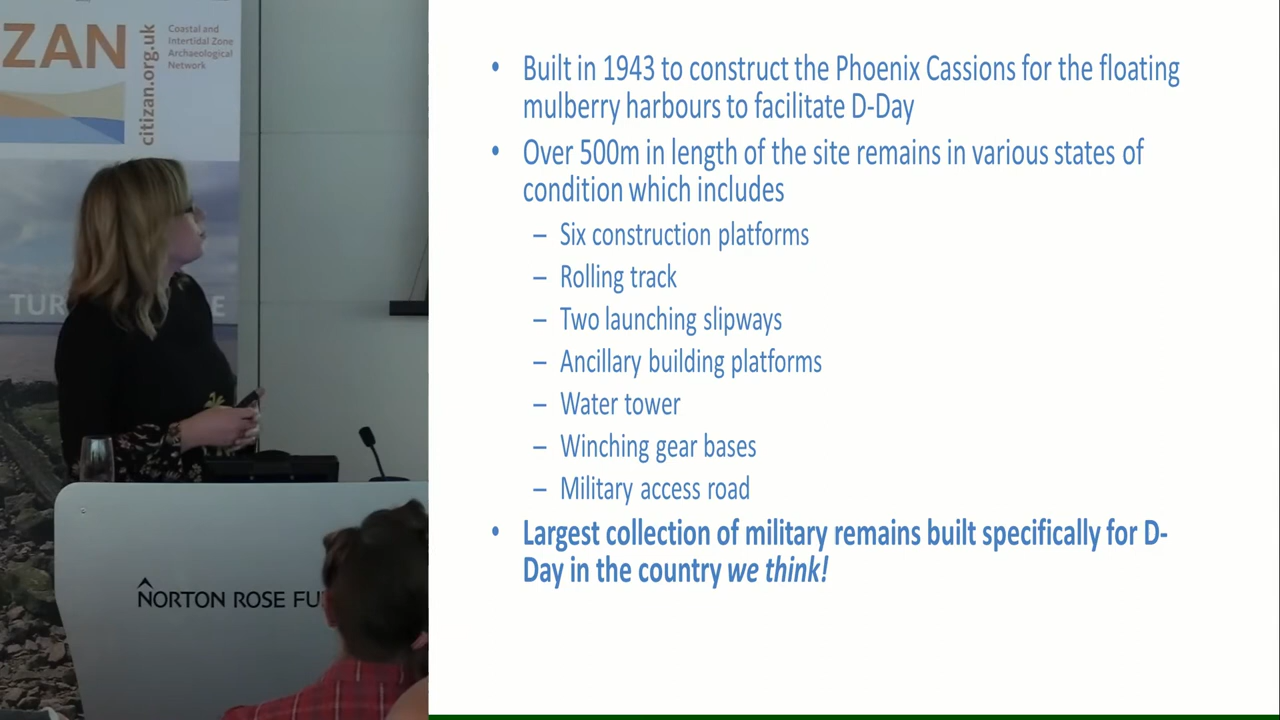 ZAN
citizan.org.uk
Coastal and
Intertidal Zone
Archaeological
Network
TUR
E
NORTON ROSE FU
• Built in 1943 to construct the Phoenix Cassions for the floating
mulberry harbours to facilitate D-Day
• Over 500m in length of the site remains in various states of
condition which includes
– Six construction platforms
– Rolling track
– Two launching slipways
– Ancillary building platforms
– Water tower
– Winching gear bases
– Military access road
• Largest collection of military remains built specifically for D-
Day in the country we think!